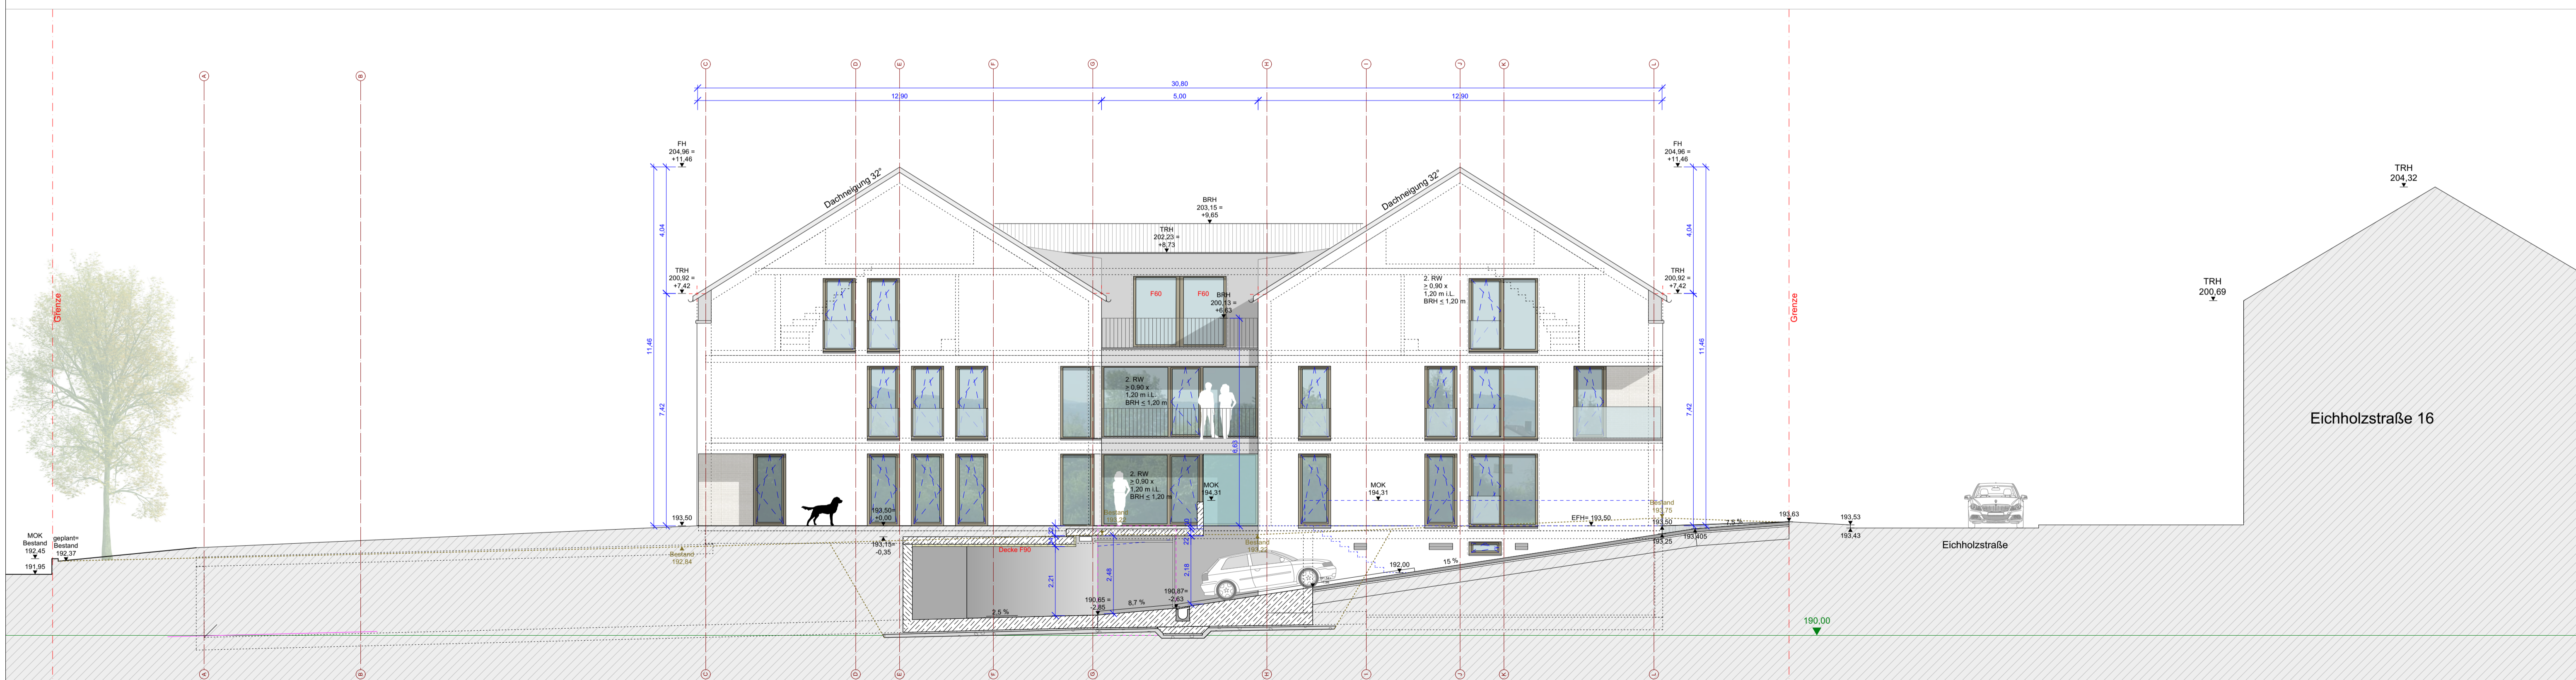 A
B
C
D
E
F
G
H
I
J
K
L
30,80
12,90
5,00
12,90
FH
204,96 =
+11,46
FH
204,96 =
+11,46
Dachneigung 32°
Dachneigung 32°
TRH
204,32
BRH
203,15 =
+9,65
TRH
202,23 =
+8,73
4,04
4,04
TRH
200,92 =
+7,42
TRH
200,92 =
+7,42
TRH
200,69
2. RW
≥ 0,90 x
1,20 m i.L.
BRH ≤ 1,20 m
F60
F60
BRH
200,13 =
+6,63
Grenze
Grenze
11,46
11,46
7,42
7,42
2. RW
≥ 0,90 x
1,20 m i.L.
BRH ≤ 1,20 m
Eichholzstraße 16
6,63
2. RW
≥ 0,90 x
1,20 m i.L.
BRH ≤ 1,20 m
MOK
194,31
MOK
194,31
Bestand
193,75
193,50
193,50=
+0,00
Bestand
EFH= 193,50
193,50
7,5 %
193,63
193,53
193,43
193,405
193,25
MOK
Bestand
192,45
geplant=
Bestand
192,37
191,95
Bestand
192,84
193,15=
-0,35
Decke F90
Bestand
193,22
Eichholzstraße
2,21
2,48
2,18
192,00
15 %
190,65 =
-2,85
190,87=
-2,63
8,7 %
2,5 %
190,00
A
B
C
D
E
F
G
H
I
J
K
L